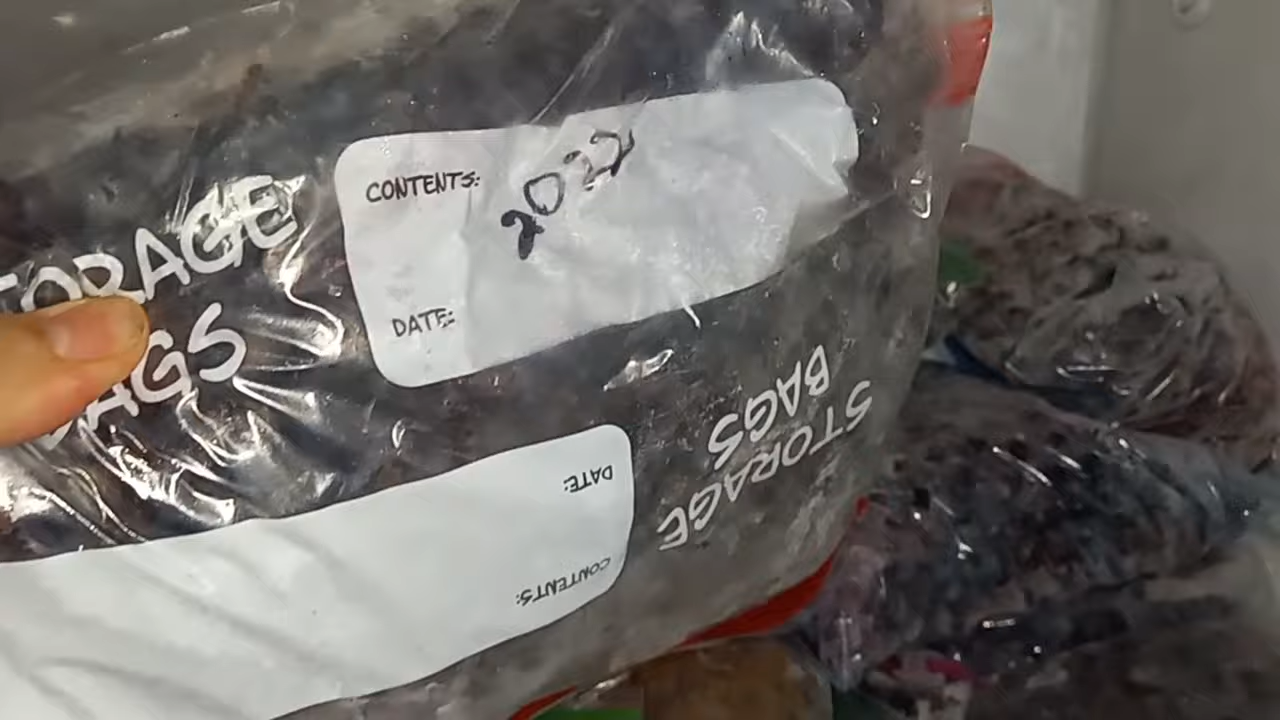 STORAGE
BAGS
CONTENTS: 2022
DATE:
STORAGE
BAGS
DATE:
CONTENTS: